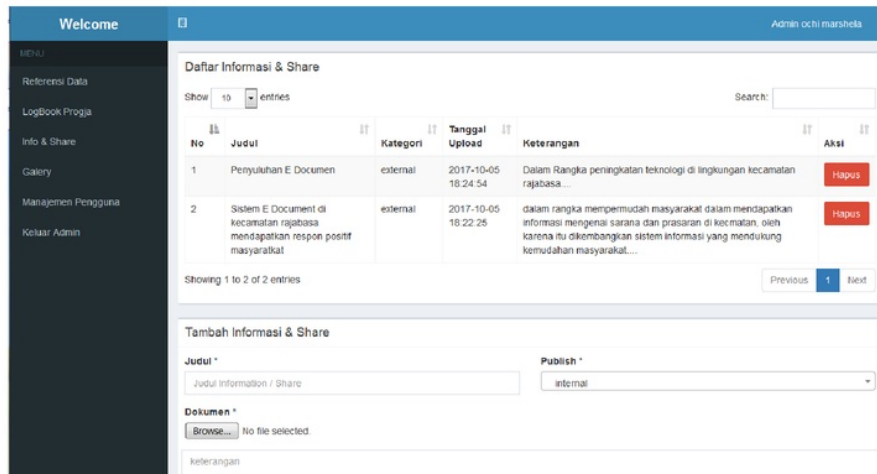 Welcome
Admin ochi marshela
MENU
Referensi Data
LogBook Progja
Info & Share
Galery
Manajemen Pengguna
Keluar Admin
Daftar Informasi & Share
Show 10 entries
Search:
No Judul Kategori Tanggal Upload Keterangan Aksi
1 Penyuluhan E Documen external 2017-10-05 18:24:54 Dalam Rangka peningkatan teknologi di lingkungan kecamatan
rajabasa.... Hapus
2 Sistem E Document di external 2017-10-05 dalam rangka mempermudah masyarakat dalam mendapatkan Hapus
kecamatan rajabasa 18:22:25 informasi mengenai sarana dan prasaran di kecmatan, oleh
mendapatkan respon positif karena itu dikembangkan sistem informasi yang mendukung
masyaratkat kemudahan masyarakat....
Showing 1 to 2 of 2 entries
Previous 1 Next
Tambah Informasi & Share
Judul * Publish *
Judul Information / Share internal
Dokumen *
Browse... No file selected.
keterangan